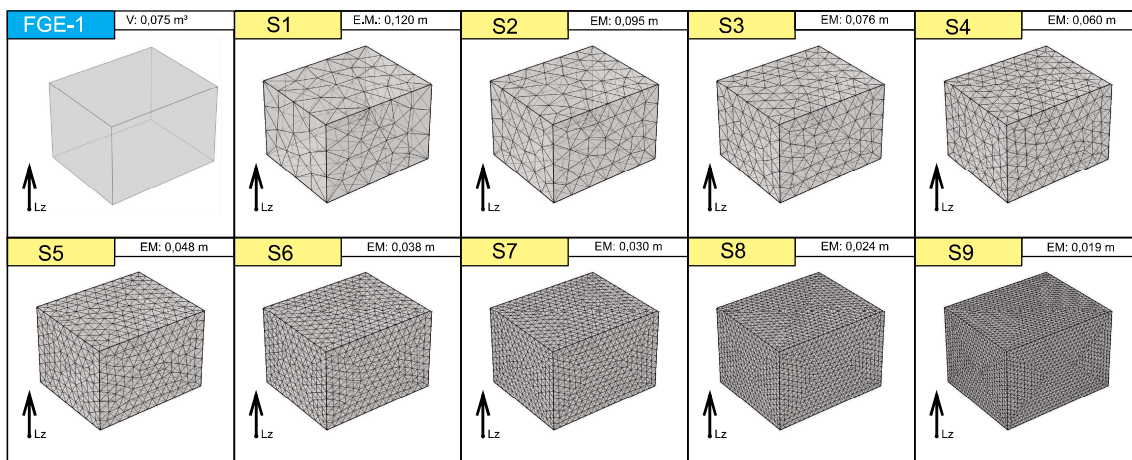 FGE-1 V: 0,075 m³
S1 E.M.: 0,120 m
S2 EM: 0,095 m
S3 EM: 0,076 m
S4 EM: 0,060 m
Lz
Lz
Lz
Lz
Lz
S5 EM: 0,048 m
S6 EM: 0,038 m
S7 EM: 0,030 m
S8 EM: 0,024 m
S9 EM: 0,019 m
Lz
Lz
Lz
Lz
Lz